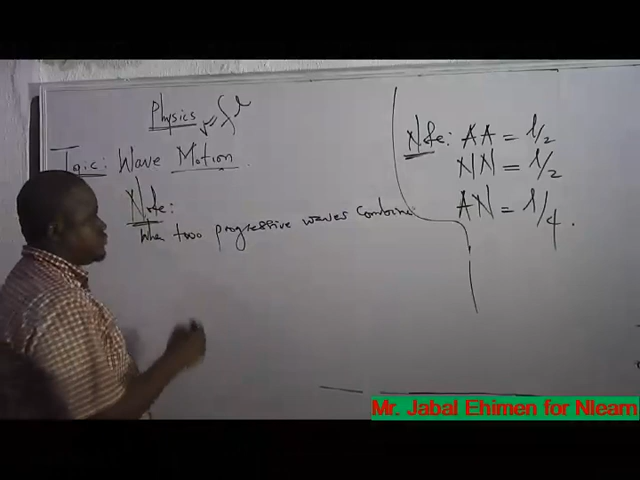 Physics
Topic: Wave Motion.
Note:
When two progressive waves Combine
Note: AA = λ/2
NN = λ/2
AN = λ/4.
Mr. Jabal Ehimen for Nlearn